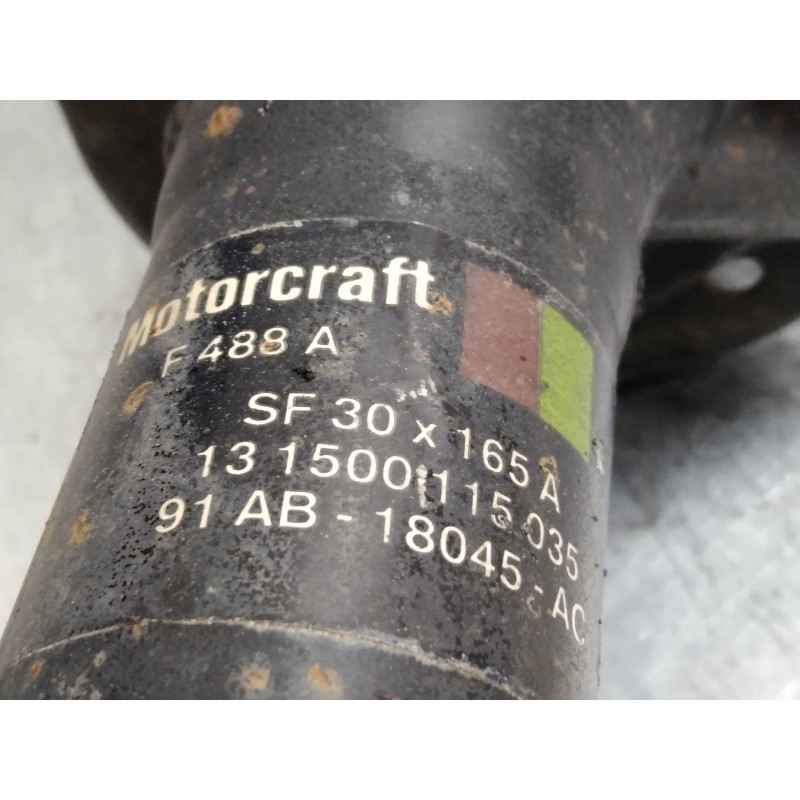 Motorcraft
F 488 A
SF 30 x 165 A
13 1500 115 035
91 AB - 18045 - AC